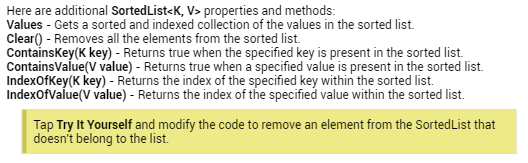 Here are additional SortedList<K, V> properties and methods:
Values - Gets a sorted and indexed collection of the values in the sorted list.
Clear() - Removes all the elements from the sorted list.
ContainsKey(K key) - Returns true when the specified key is present in the sorted list.
ContainsValue(V value) - Returns true when a specified value is present in the sorted list.
IndexOfKey(K key) - Returns the index of the specified key within the sorted list.
IndexOfValue(V value) - Returns the index of the specified value within the sorted list.
Tap Try It Yourself and modify the code to remove an element from the SortedList that
doesn't belong to the list.